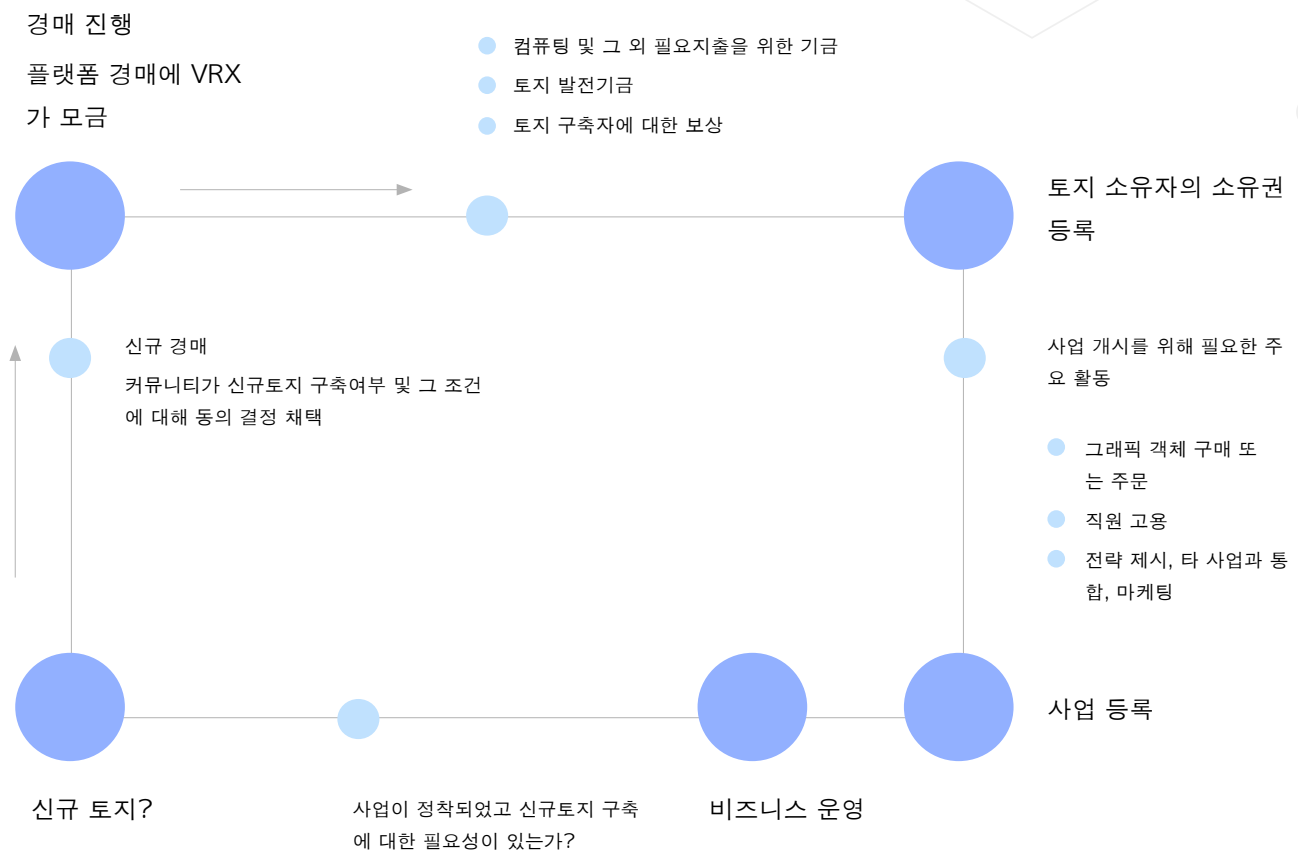 경매 진행
플랫폼 경매에 VRX
가 모금
컴퓨팅 및 그 외 필요지출을 위한 기금
토지 발전기금
토지 구축자에 대한 보상
토지 소유자의 소유권
등록
신규 경매
커뮤니티가 신규토지 구축여부 및 그 조건
에 대해 동의 결정 채택
사업 개시를 위해 필요한 주
요 활동
그래픽 객체 구매 또
는 주문
직원 고용
전략 제시, 타 사업과 통
합, 마케팅
사업 등록
신규 토지?
사업이 정착되었고 신규토지 구축
에 대한 필요성이 있는가?
비즈니스 운영